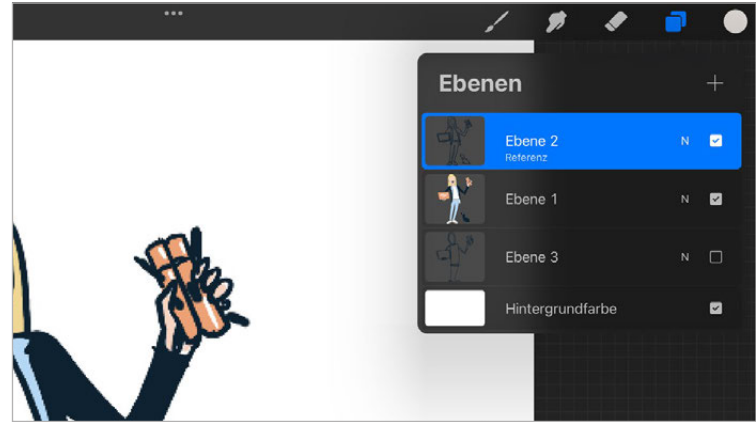 Ebenen
Ebene 2 N
Referenz
Ebene 1 N
Ebene 3 N
Hintergrundfarbe